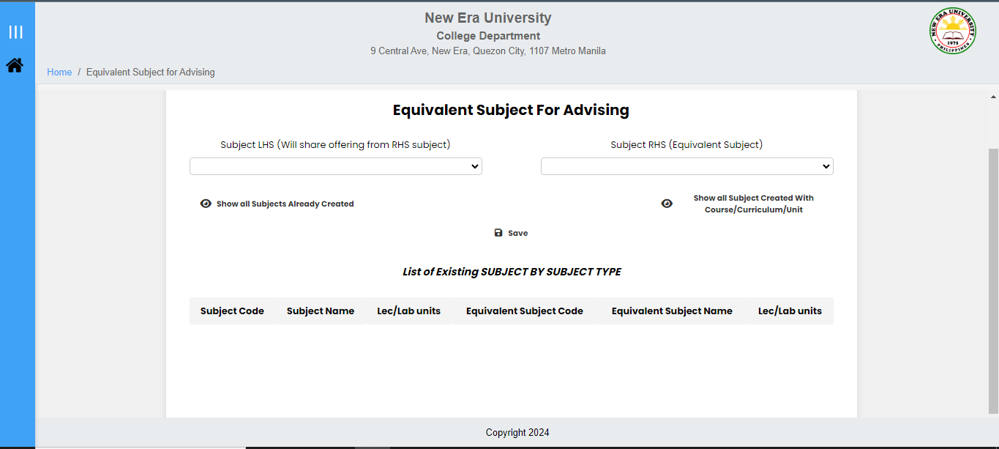 New Era University
College Department
9 Central Ave, New Era, Quezon City, 1107 Metro Manila
NEW ERA UNIVERSITY
1975
PHILIPPINES
Home / Equivalent Subject for Advising
Equivalent Subject For Advising
Subject LHS (Will share offering from RHS subject)
Subject RHS (Equivalent Subject)
Show all Subjects Already Created
Show all Subject Created With
Course/Curriculum/Unit
Save
List of Existing SUBJECT BY SUBJECT TYPE
Subject Code Subject Name Lec/Lab units Equivalent Subject Code Equivalent Subject Name Lec/Lab units
Copyright 2024